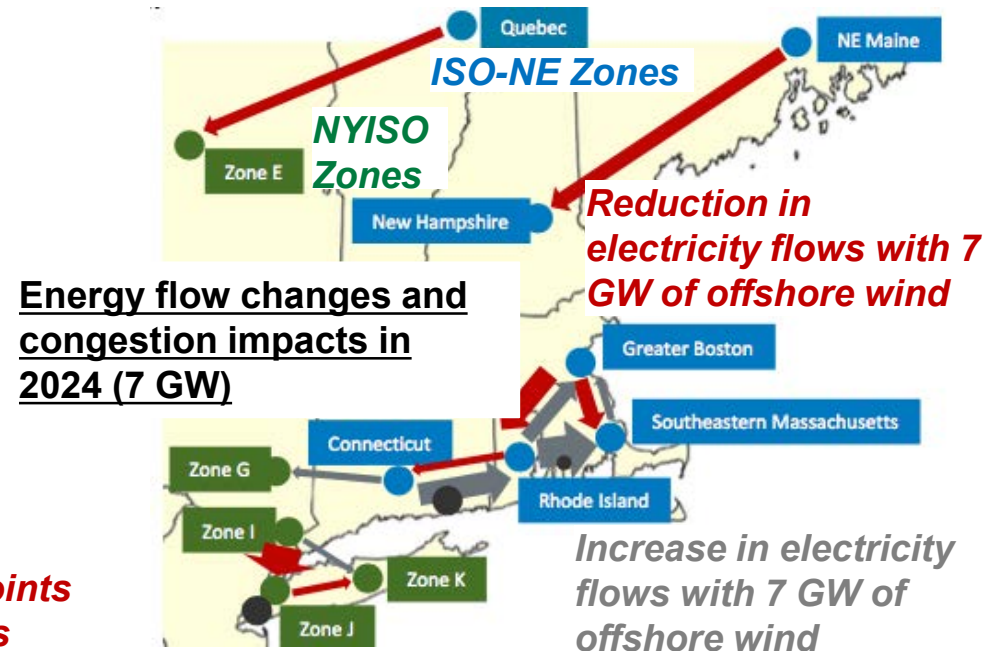 Quebec
NE Maine
ISO-NE Zones
NYISO
Zones
Zone E
New Hampshire
Reduction in
electricity flows with 7
GW of offshore wind
Energy flow changes and
congestion impacts in
2024 (7 GW)
Greater Boston
Southeastern Massachusetts
Connecticut
Zone G
Rhode Island
Zone I
Zone K
Zone J
Increase in electricity
flows with 7 GW of
offshore wind